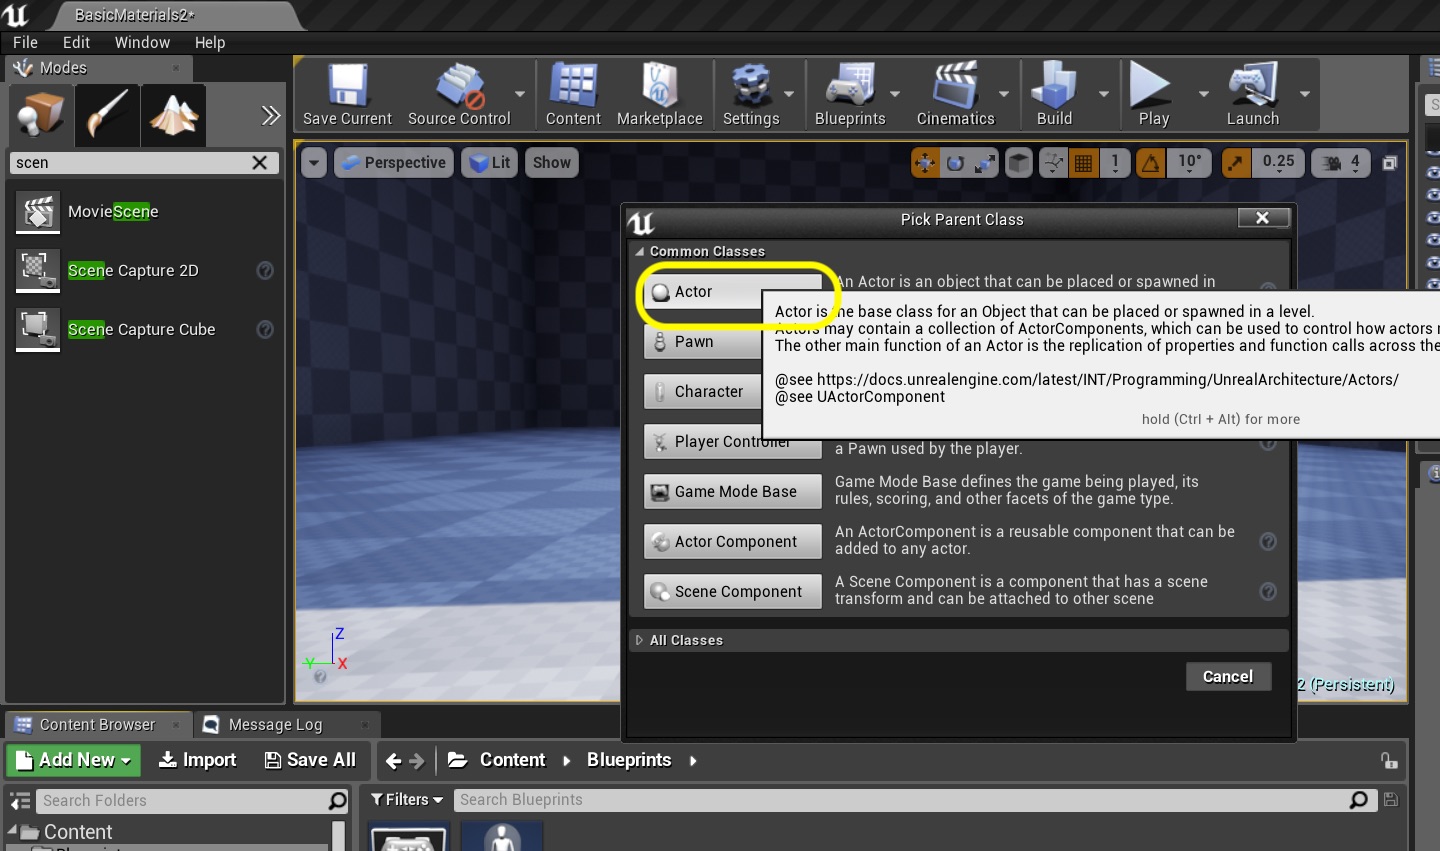 BasicMaterials2*
File Edit Window Help
Modes
Save Current Source Control Content Marketplace Settings Blueprints Cinematics Build Play Launch
scen
Perspective Lit Show 1 10° 0.25 4
MovieScene
Scene Capture 2D
Scene Capture Cube
Pick Parent Class
Common Classes
Actor An Actor is an object that can be placed or spawned in
Actor is the base class for an Object that can be placed or spawned in a level.
Actors may contain a collection of ActorComponents, which can be used to control how actors
The other main function of an Actor is the replication of properties and function calls across the
@see https://docs.unrealengine.com/latest/INT/Programming/UnrealArchitecture/Actors/
@see UActorComponent
hold (Ctrl + Alt) for more
Pawn
Character
Player Controller
a Pawn used by the player.
Game Mode Base Game Mode Base defines the game being played, its
rules, scoring, and other facets of the game type.
Actor Component An ActorComponent is a reusable component that can be
added to any actor.
Scene Component A Scene Component is a component that has a scene
transform and can be attached to other scene
All Classes
Cancel
Z
Y X
2 (Persistent)
Content Browser Message Log
Add New Import Save All Content Blueprints
Search Folders Filters Search Blueprints
Content